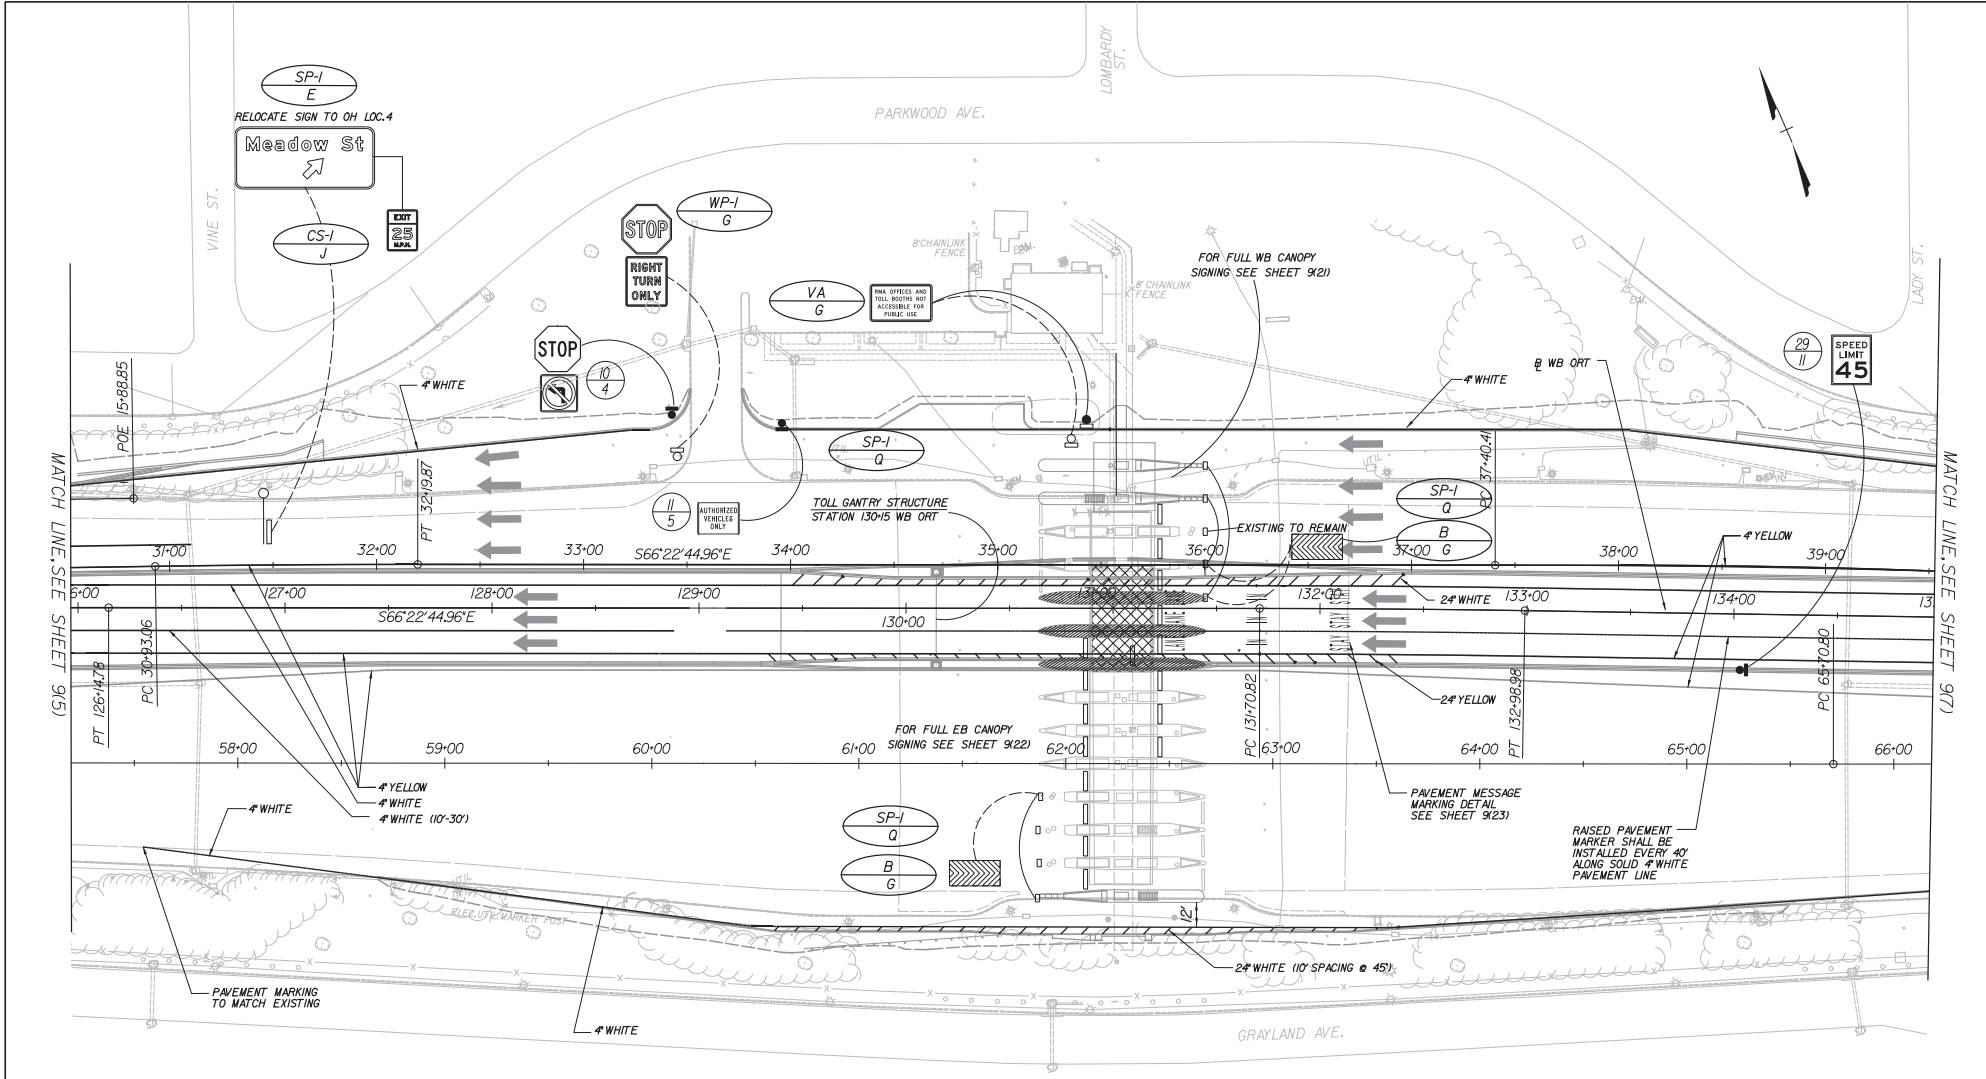 SP-1
E
RELOCATE SIGN TO OH LOC.4
Meadow St
EXIT
25
M.P.H.
CS-1
J
VINE ST.
PARKWOOD AVE.
LOMBARDY
ST.
LADY ST.
STOP
RIGHT
TURN
ONLY
WP-1
G
STOP
10
4
VA
G
RMA OFFICES AND
TOLL BOOTHS NOT
ACCESSIBLE FOR
PUBLIC USE
8' CHAINLINK
FENCE
8' CHAINLINK
FENCE
FOR FULL WB CANOPY
SIGNING SEE SHEET 9(21)
29
11
SPEED
LIMIT
45
B WB ORT
4" WHITE
4" WHITE
POE 15+88.85
PT 32+19.87
PC 37+40.41
SP-1
Q
11
5
AUTHORIZED
VEHICLES
ONLY
TOLL GANTRY STRUCTURE
STATION 130+15 WB ORT
EXISTING TO REMAIN
SP-1
Q
B
G
4" YELLOW
MATCH LINE, SEE SHEET 9(5)
MATCH LINE, SEE SHEET 9(7)
31+00
32+00
33+00
S66°22'44.96"E
34+00
35+00
36+00
37+00
38+00
39+00
6+00
127+00
128+00
129+00
130+00
131+00
132+00
133+00
134+00
13
S66°22'44.96"E
24" WHITE
24" YELLOW
PT 126+14.78
PC 30+93.06
PC 131+70.82
PT 132+98.98
PC 65+70.80
STAY
FOR FULL EB CANOPY
SIGNING SEE SHEET 9(22)
58+00
59+00
60+00
61+00
62+00
63+00
64+00
65+00
66+00
4" YELLOW
4" WHITE
4" WHITE (10'-30')
4" WHITE
SP-1
Q
B
G
PAVEMENT MESSAGE
MARKING DETAIL
SEE SHEET 9(23)
RAISED PAVEMENT
MARKER SHALL BE
INSTALLED EVERY 40'
ALONG SOLID 4" WHITE
PAVEMENT LINE
12'
24" WHITE (10' SPACING @ 45°)
PAVEMENT MARKING
TO MATCH EXISTING
4" WHITE
GRAYLAND AVE.